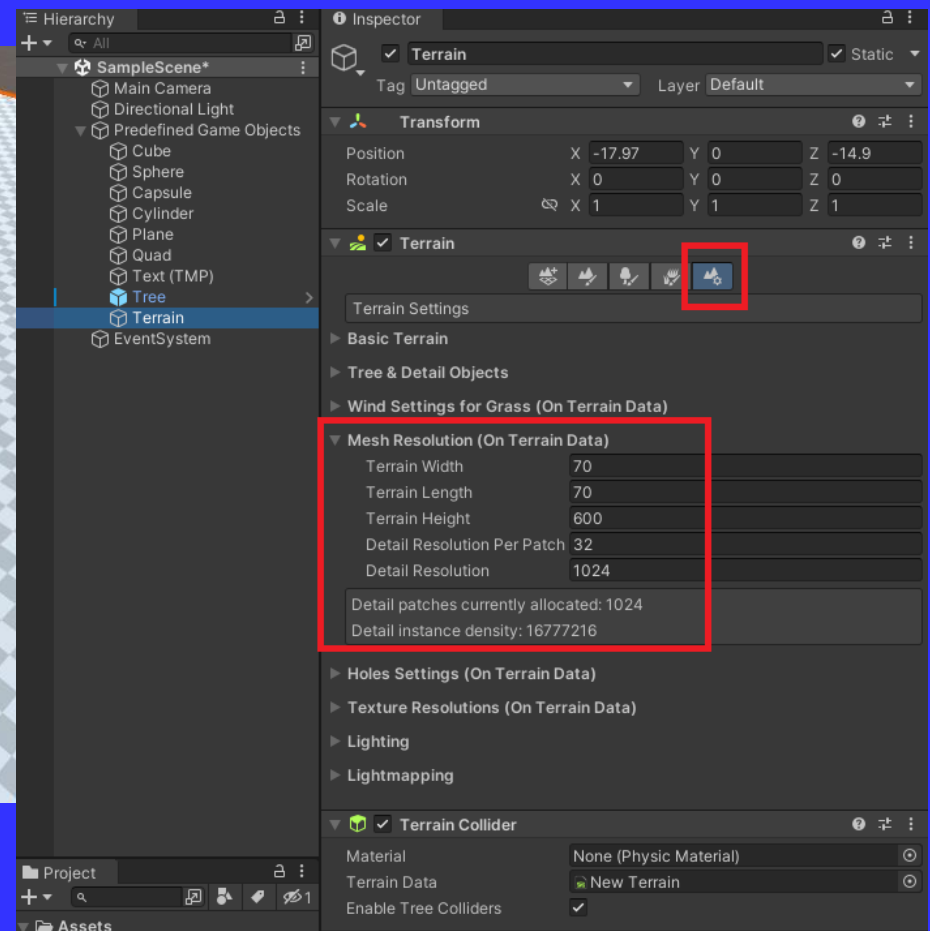 Hierarchy
All
SampleScene*
Main Camera
Directional Light
Predefined Game Objects
Cube
Sphere
Capsule
Cylinder
Plane
Quad
Text (TMP)
Tree
Terrain
EventSystem
Project
1
Assets
Inspector
Terrain
Static
Tag Untagged Layer Default
Transform
Position X -17.97 Y 0 Z -14.9
Rotation X 0 Y 0 Z 0
Scale X 1 Y 1 Z 1
Terrain
Terrain Settings
Basic Terrain
Tree & Detail Objects
Wind Settings for Grass (On Terrain Data)
Mesh Resolution (On Terrain Data)
Terrain Width 70
Terrain Length 70
Terrain Height 600
Detail Resolution Per Patch 32
Detail Resolution 1024
Detail patches currently allocated: 1024
Detail instance density: 16777216
Holes Settings (On Terrain Data)
Texture Resolutions (On Terrain Data)
Lighting
Lightmapping
Terrain Collider
Material None (Physic Material)
Terrain Data New Terrain
Enable Tree Colliders